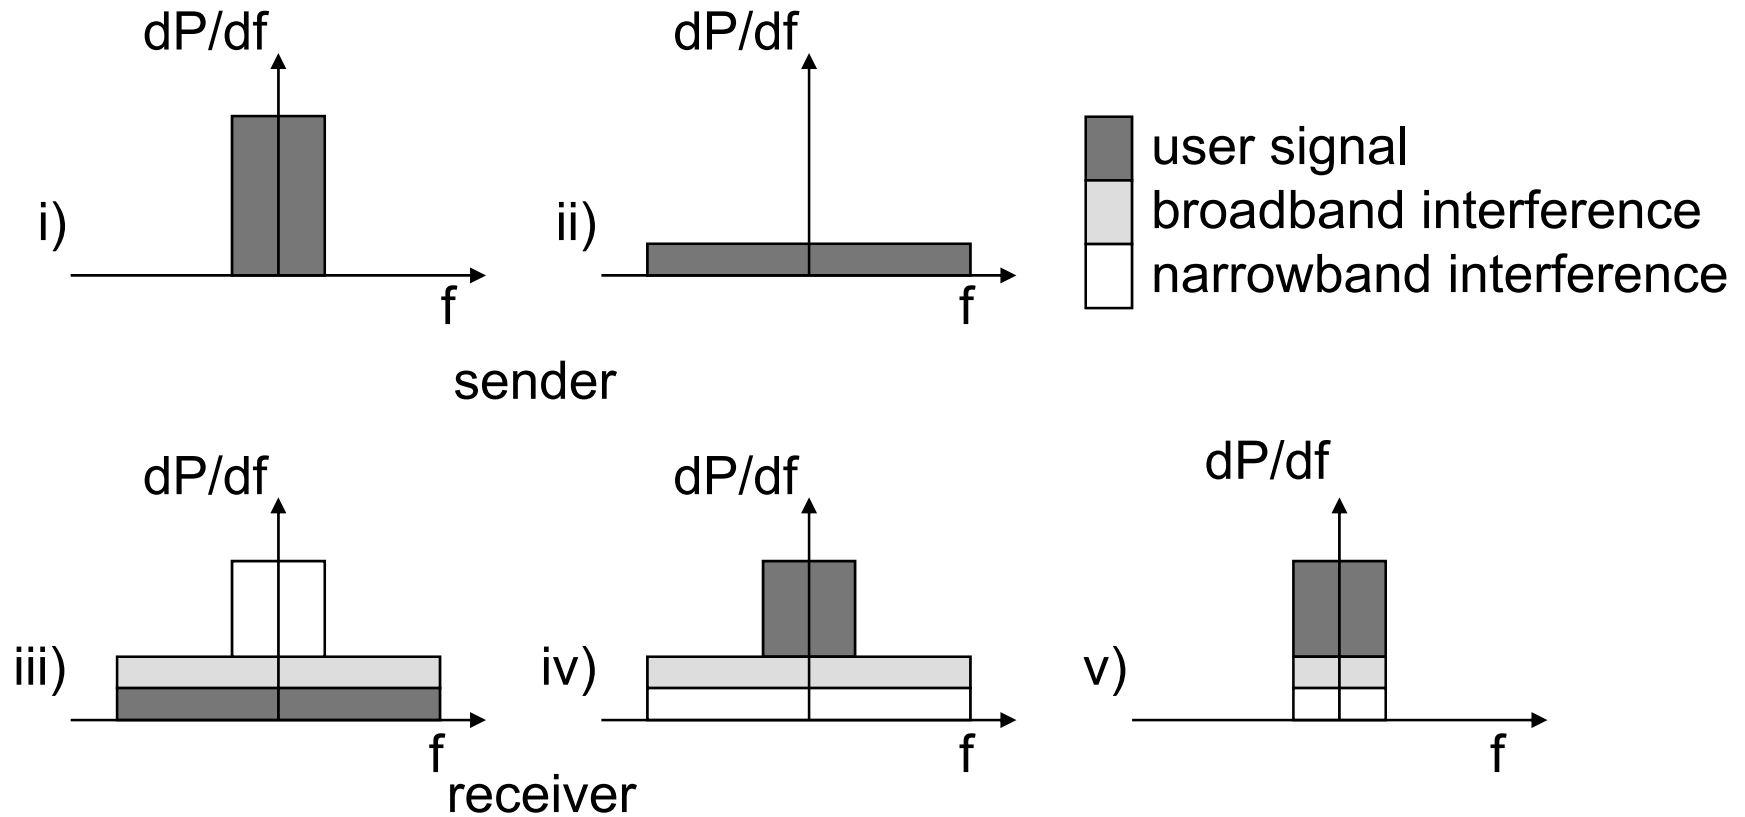 dP/df
dP/df
user signal
broadband interference
narrowband interference
i)
ii)
f
f
sender
dP/df
dP/df
dP/df
iii)
iv)
v)
f
f
f
receiver